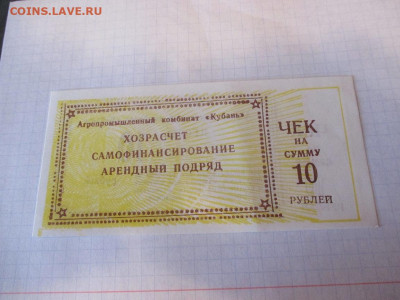 COINS.LAVE.RU
Агропромышленный комбинат «Кубань»
ХОЗРАСЧЕТ
САМОФИНАНСИРОВАНИЕ
АРЕНДНЫЙ ПОДРЯД
ЧЕК
НА
СУММУ
10
РУБЛЕЙ